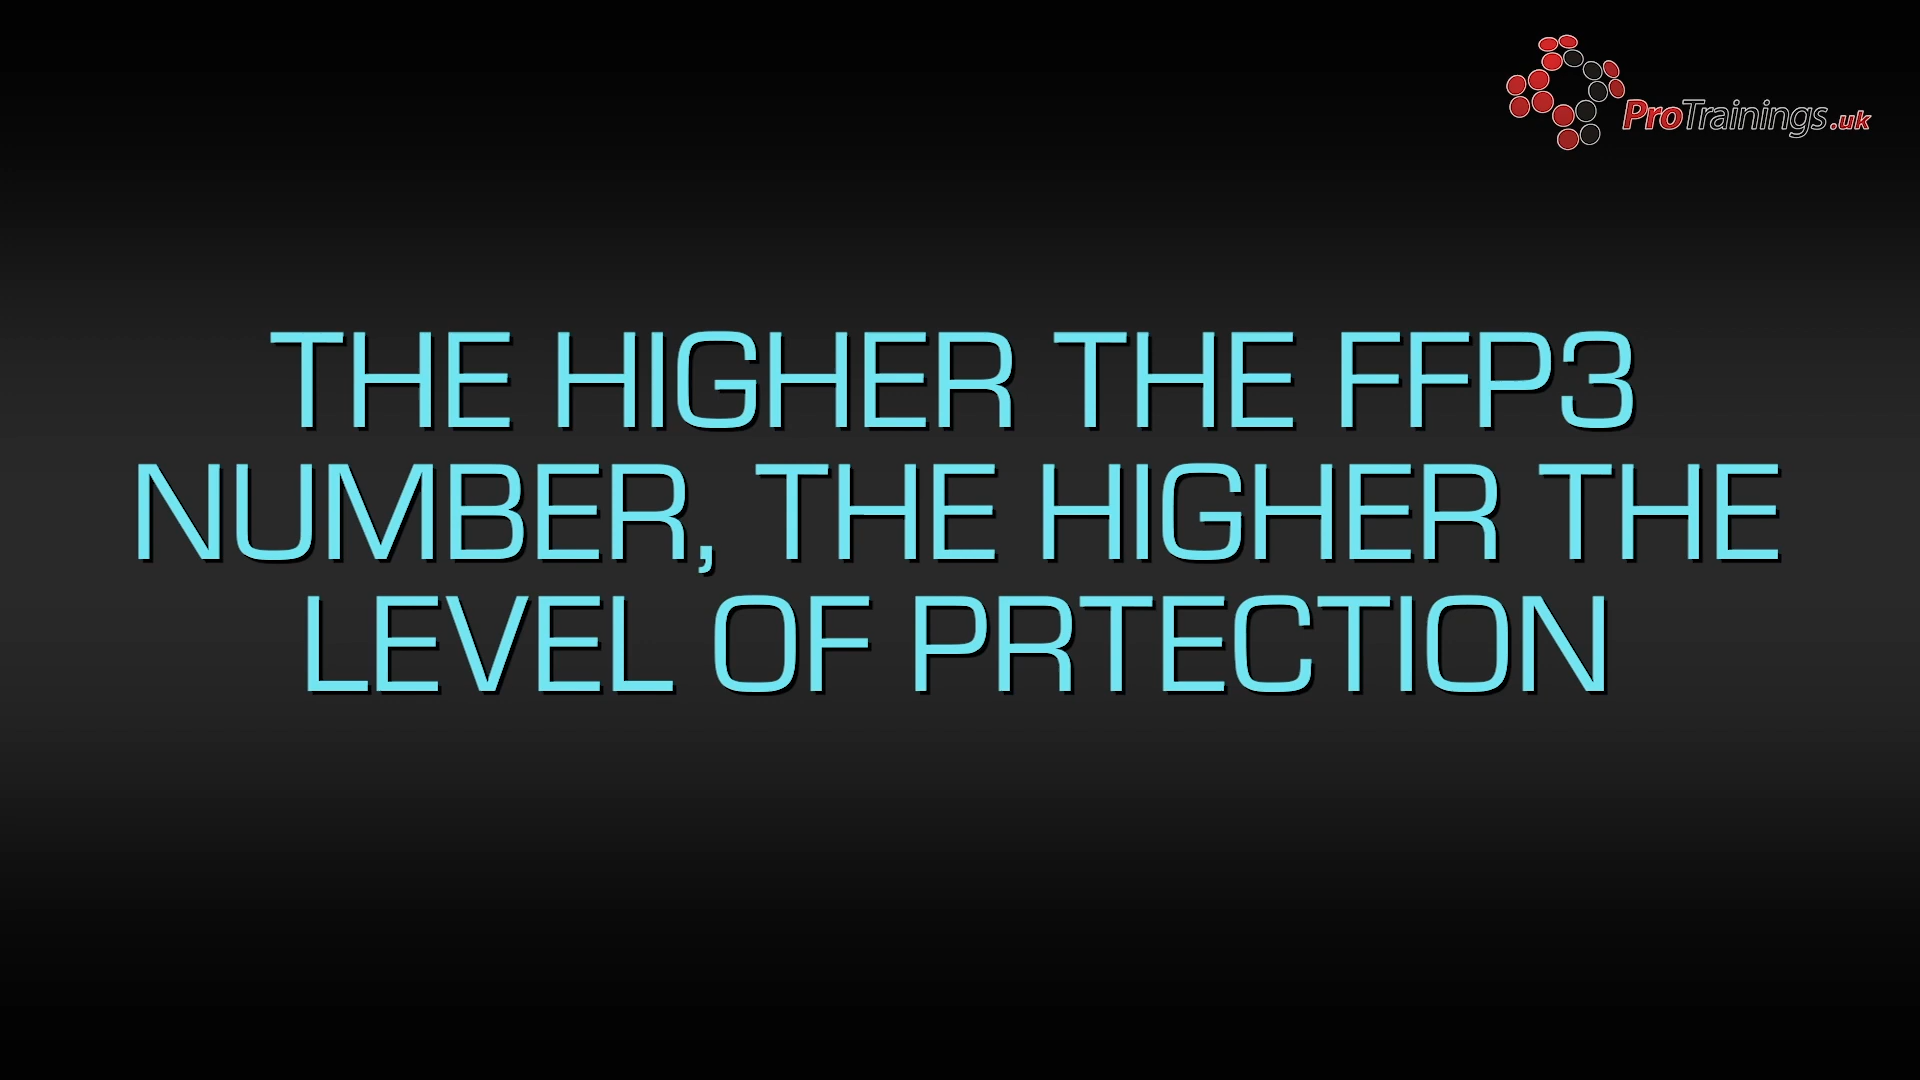 ProTrainings.uk
THE HIGHER THE FFP3
NUMBER, THE HIGHER THE
LEVEL OF PRTECTION